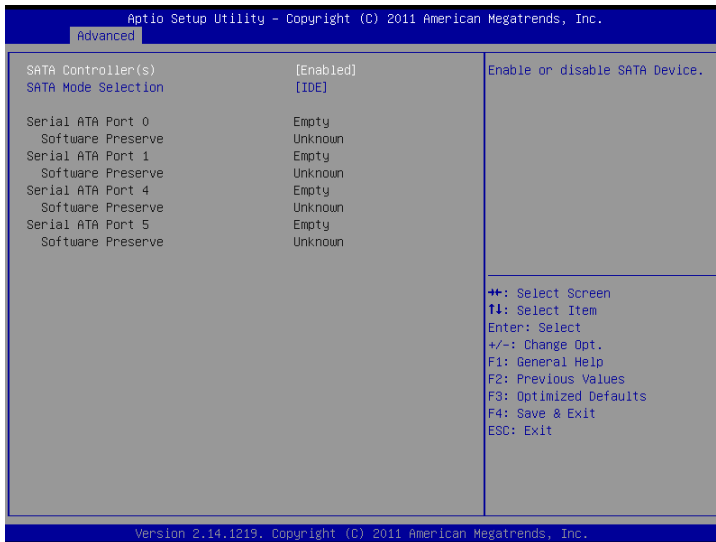 Aptio Setup Utility – Copyright (C) 2011 American Megatrends, Inc.
Advanced
SATA Controller(s) [Enabled]
SATA Mode Selection [IDE]
Serial ATA Port 0 Empty
Software Preserve Unknown
Serial ATA Port 1 Empty
Software Preserve Unknown
Serial ATA Port 4 Empty
Software Preserve Unknown
Serial ATA Port 5 Empty
Software Preserve Unknown
Enable or disable SATA Device.
→←: Select Screen
↑↓: Select Item
Enter: Select
+/-: Change Opt.
F1: General Help
F2: Previous Values
F3: Optimized Defaults
F4: Save & Exit
ESC: Exit
Version 2.14.1219. Copyright (C) 2011 American Megatrends, Inc.